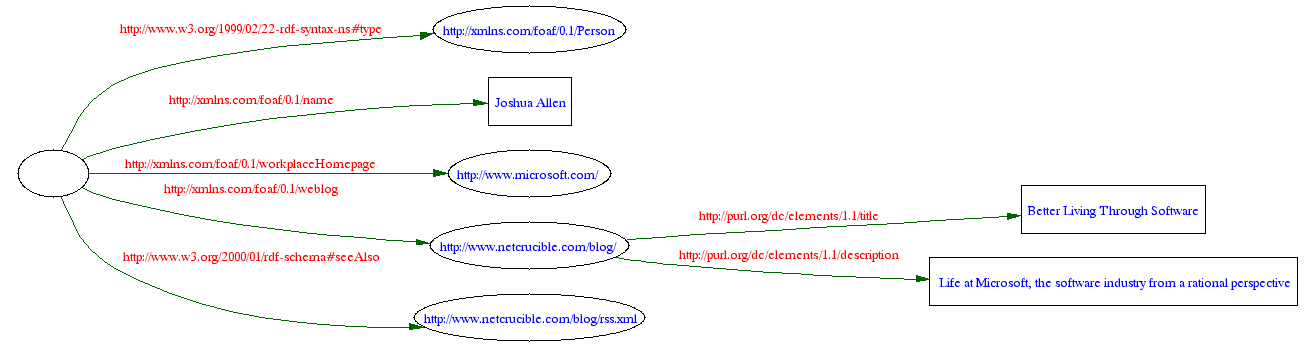 http://www.w3.org/1999/02/22-rdf-syntax-ns#type
http://xmlns.com/foaf/0.1/Person
http://xmlns.com/foaf/0.1/name
Joshua Allen
http://xmlns.com/foaf/0.1/workplaceHomepage
http://www.microsoft.com/
http://xmlns.com/foaf/0.1/weblog
http://www.netcrucible.com/blog/
http://purl.org/dc/elements/1.1/title
Better Living Through Software
http://purl.org/dc/elements/1.1/description
Life at Microsoft, the software industry from a rational perspective
http://www.w3.org/2000/01/rdf-schema#seeAlso
http://www.netcrucible.com/blog/rss.xml